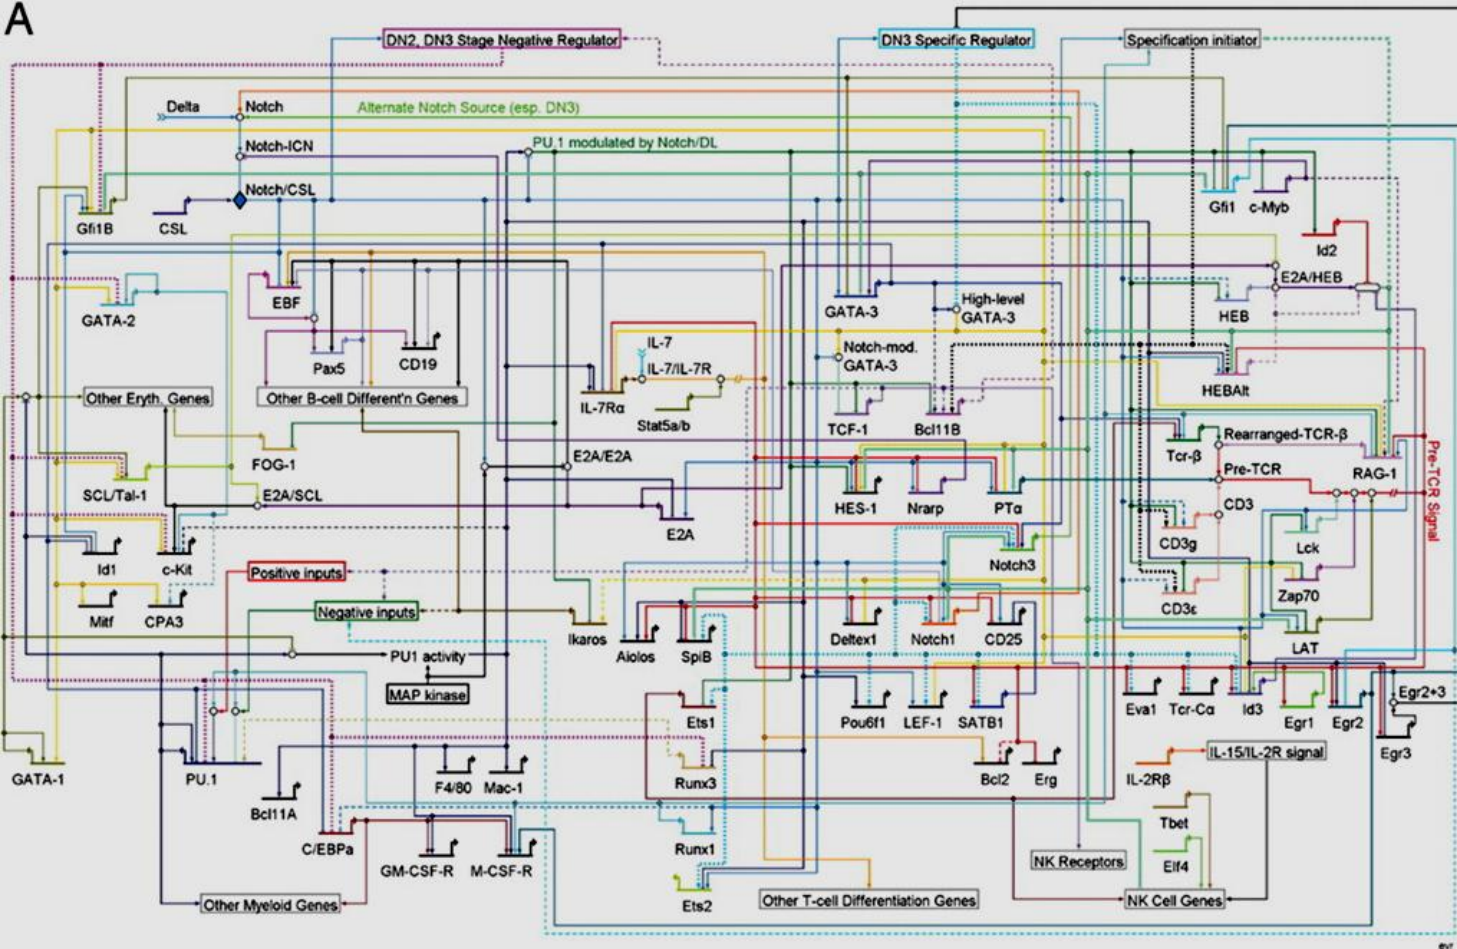 A
DN2, DN3 Stage Negative Regulator
DN3 Specific Regulator
Specification initiator
Delta
Notch
Alternate Notch Source (esp. DN3)
Notch-ICN
PU.1 modulated by Notch/DL
Notch/CSL
Gfi1B
CSL
Gfi1
c-Myb
Id2
E2A/HEB
GATA-2
EBF
GATA-3
High-level
GATA-3
HEB
Pax5
CD19
IL-7
IL-7/IL-7R
Notch-mod.
GATA-3
HEBAlt
Other Eryth. Genes
Other B-cell Different'n Genes
IL-7Rα
Stat5a/b
TCF-1
Bcl11B
FOG-1
E2A/E2A
Tcr-β
Rearranged-TCR-β
RAG-1
Pre-TCR
Pre-TCR Signal
SCL/Tal-1
E2A/SCL
HES-1
Nrarp
PTα
CD3
E2A
CD3g
Lck
Id1
c-Kit
Notch3
Positive inputs
Zap70
Mitf
CPA3
Negative inputs
CD3ε
Ikaros
Aiolos
SpiB
Deltex1
Notch1
CD25
LAT
PU1 activity
MAP kinase
Ets1
Pou6f1
LEF-1
SATB1
Eva1
Tcr-Cα
Id3
Egr1
Egr2
Egr2+3
Egr3
GATA-1
PU.1
F4/80
Mac-1
Runx3
Bcl2
Erg
IL-2Rβ
IL-15/IL-2R signal
Bcl11A
Tbet
C/EBPa
GM-CSF-R
M-CSF-R
Runx1
NK Receptors
Elf4
Other Myeloid Genes
Ets2
Other T-cell Differentiation Genes
NK Cell Genes